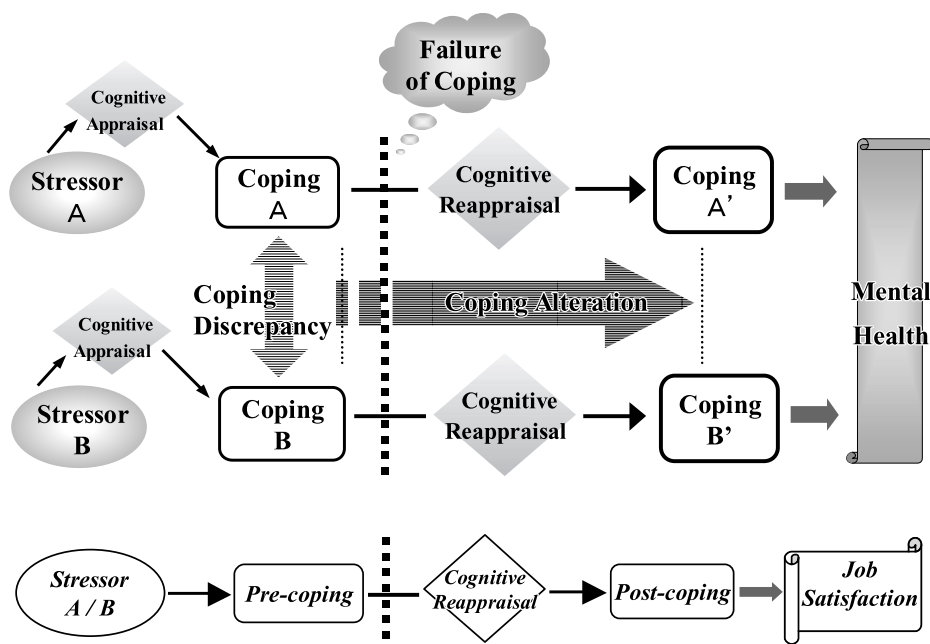 Failure
of Coping
Cognitive
Appraisal
Stressor
A
Coping
A
Cognitive
Reappraisal
Coping
A'
Coping
Discrepancy
Coping Alteration
Mental
Health
Cognitive
Appraisal
Stressor
B
Coping
B
Cognitive
Reappraisal
Coping
B'
Stressor
A / B
Pre-coping
Cognitive
Reappraisal
Post-coping
Job
Satisfaction